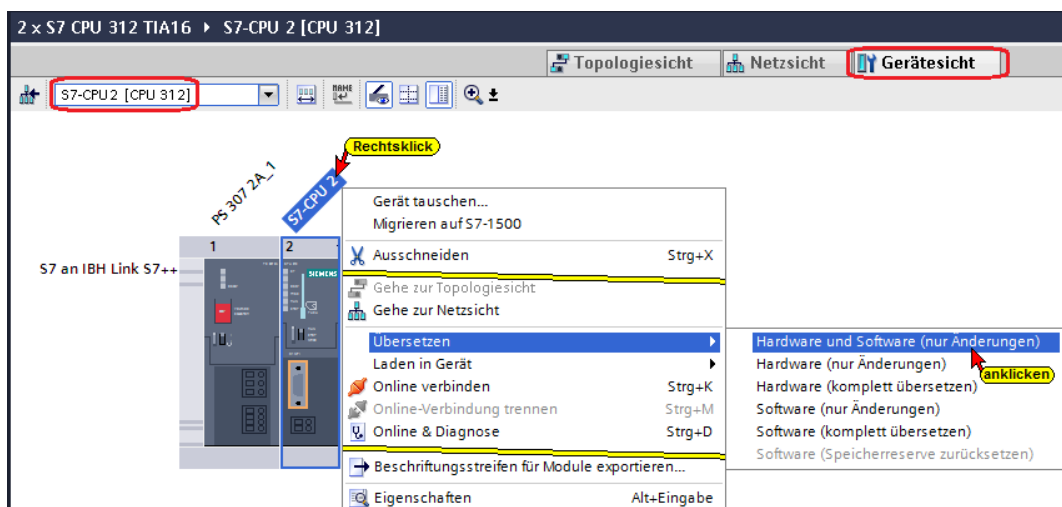 2 x S7 CPU 312 TIA16 ▸ S7-CPU 2 [CPU 312]
Topologiesicht Netzsicht Gerätesicht
S7-CPU 2 [CPU 312]
Rechtsklick
PS 307 2A_1
S7-CPU 2
Gerät tauschen...
Migrieren auf S7-1500
1 2
Ausschneiden Strg+X
S7 an IBH Link S7++
SIEMENS
Gehe zur Topologiesicht
Gehe zur Netzsicht
Übersetzen Hardware und Software (nur Änderungen)
Laden in Gerät Hardware (nur Änderungen)
anklicken
Online verbinden Strg+K Hardware (komplett übersetzen)
Online-Verbindung trennen Strg+M Software (nur Änderungen)
Online & Diagnose Strg+D Software (komplett übersetzen)
Software (Speicherreserve zurücksetzen)
Beschriftungsstreifen für Module exportieren...
Eigenschaften Alt+Eingabe